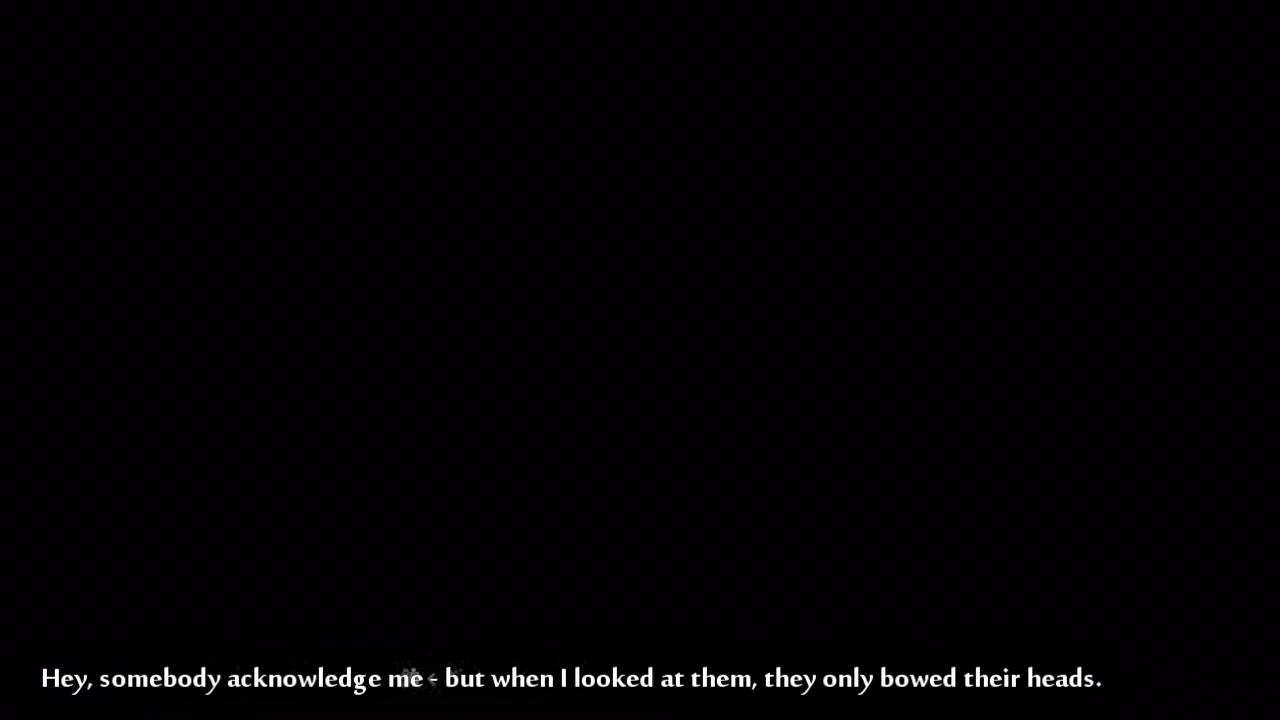 Hey, somebody acknowledge me - but when I looked at them, they only bowed their heads.